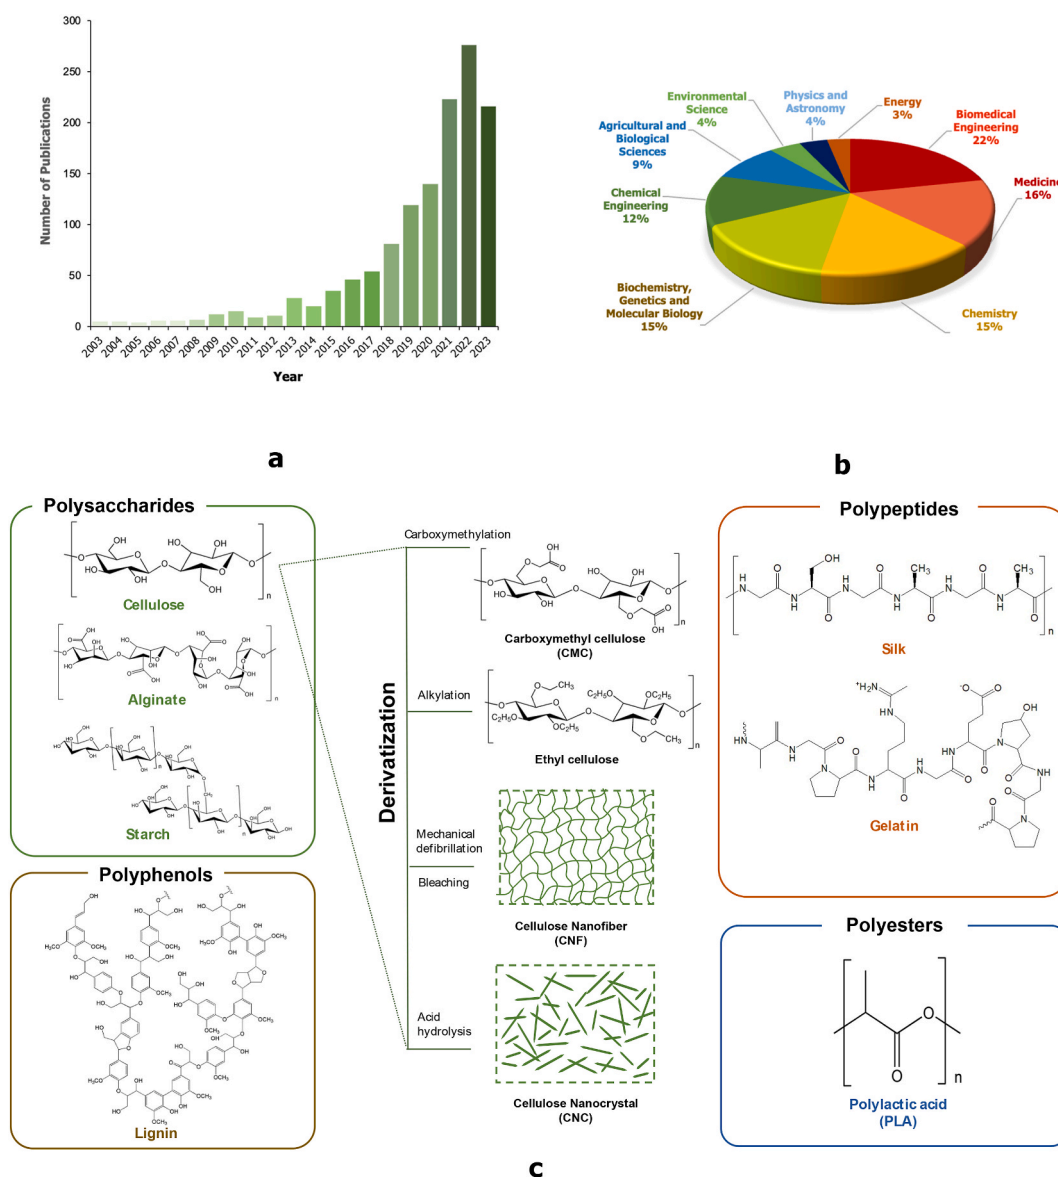 300
250
200
150
100
50
0
Number of Publications
2003
2004
2005
2006
2007
2008
2009
2010
2011
2012
2013
2014
2015
2016
2017
2018
2019
2020
2021
2022
2023
Year
a
Environmental
Science
4%
Physics and
Astronomy
4%
Energy
3%
Biomedical
Engineering
22%
Agricultural and
Biological
Sciences
9%
Medicine
16%
Chemical
Engineering
12%
Biochemistry,
Genetics and
Molecular Biology
15%
Chemistry
15%
b
Polysaccharides
Cellulose
Alginate
Starch
Polyphenols
Lignin
Derivatization
Carboxymethylation
Carboxymethyl cellulose
(CMC)
Alkylation
Ethyl cellulose
Mechanical
defibrillation
Bleaching
Cellulose Nanofiber
(CNF)
Acid
hydrolysis
Cellulose Nanocrystal
(CNC)
Polypeptides
Silk
Gelatin
Polyesters
O
O
n
Polylactic acid
(PLA)
c